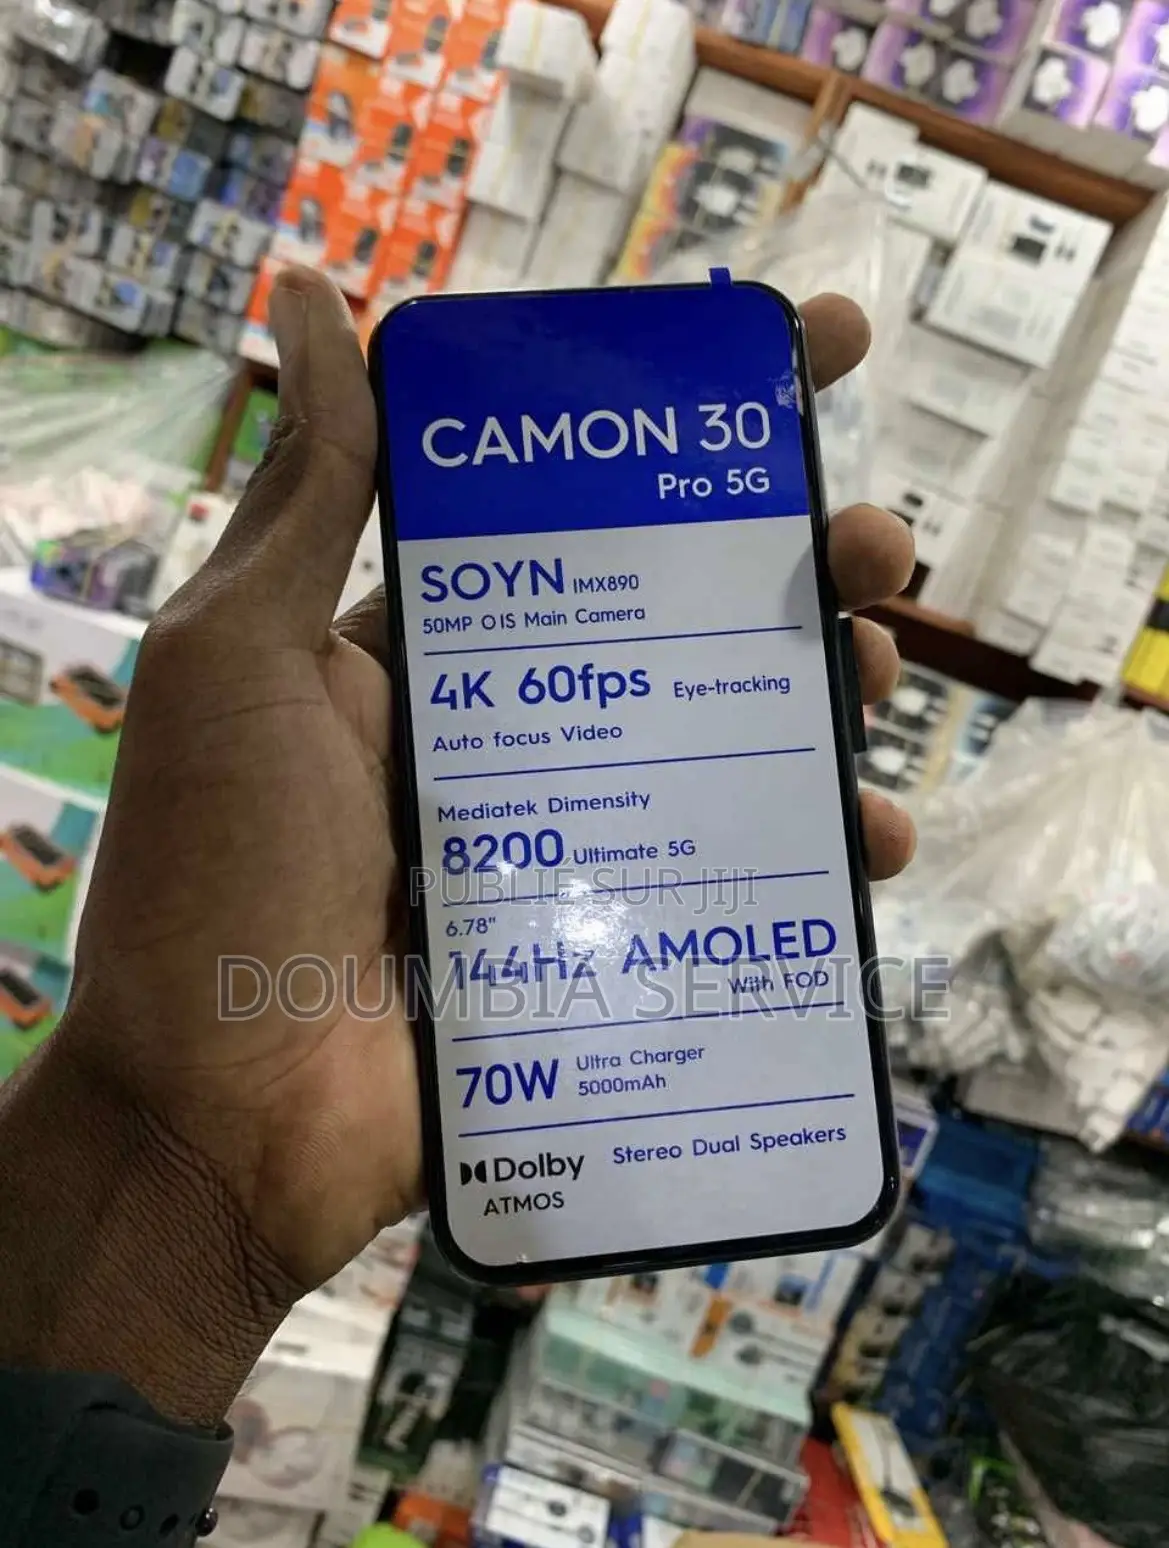 CAMON 30
Pro 5G
SOYN IMX890
50MP OIS Main Camera
4K 60fps Eye-tracking
Auto focus Video
Mediatek Dimensity
8200 Ultimate 5G
PUBLIÉ SUR JIJI
6.78"
144Hz AMOLED
With FOD
DOUMBIA SERVICE
70W Ultra Charger
5000mAh
Dolby Stereo Dual Speakers
ATMOS